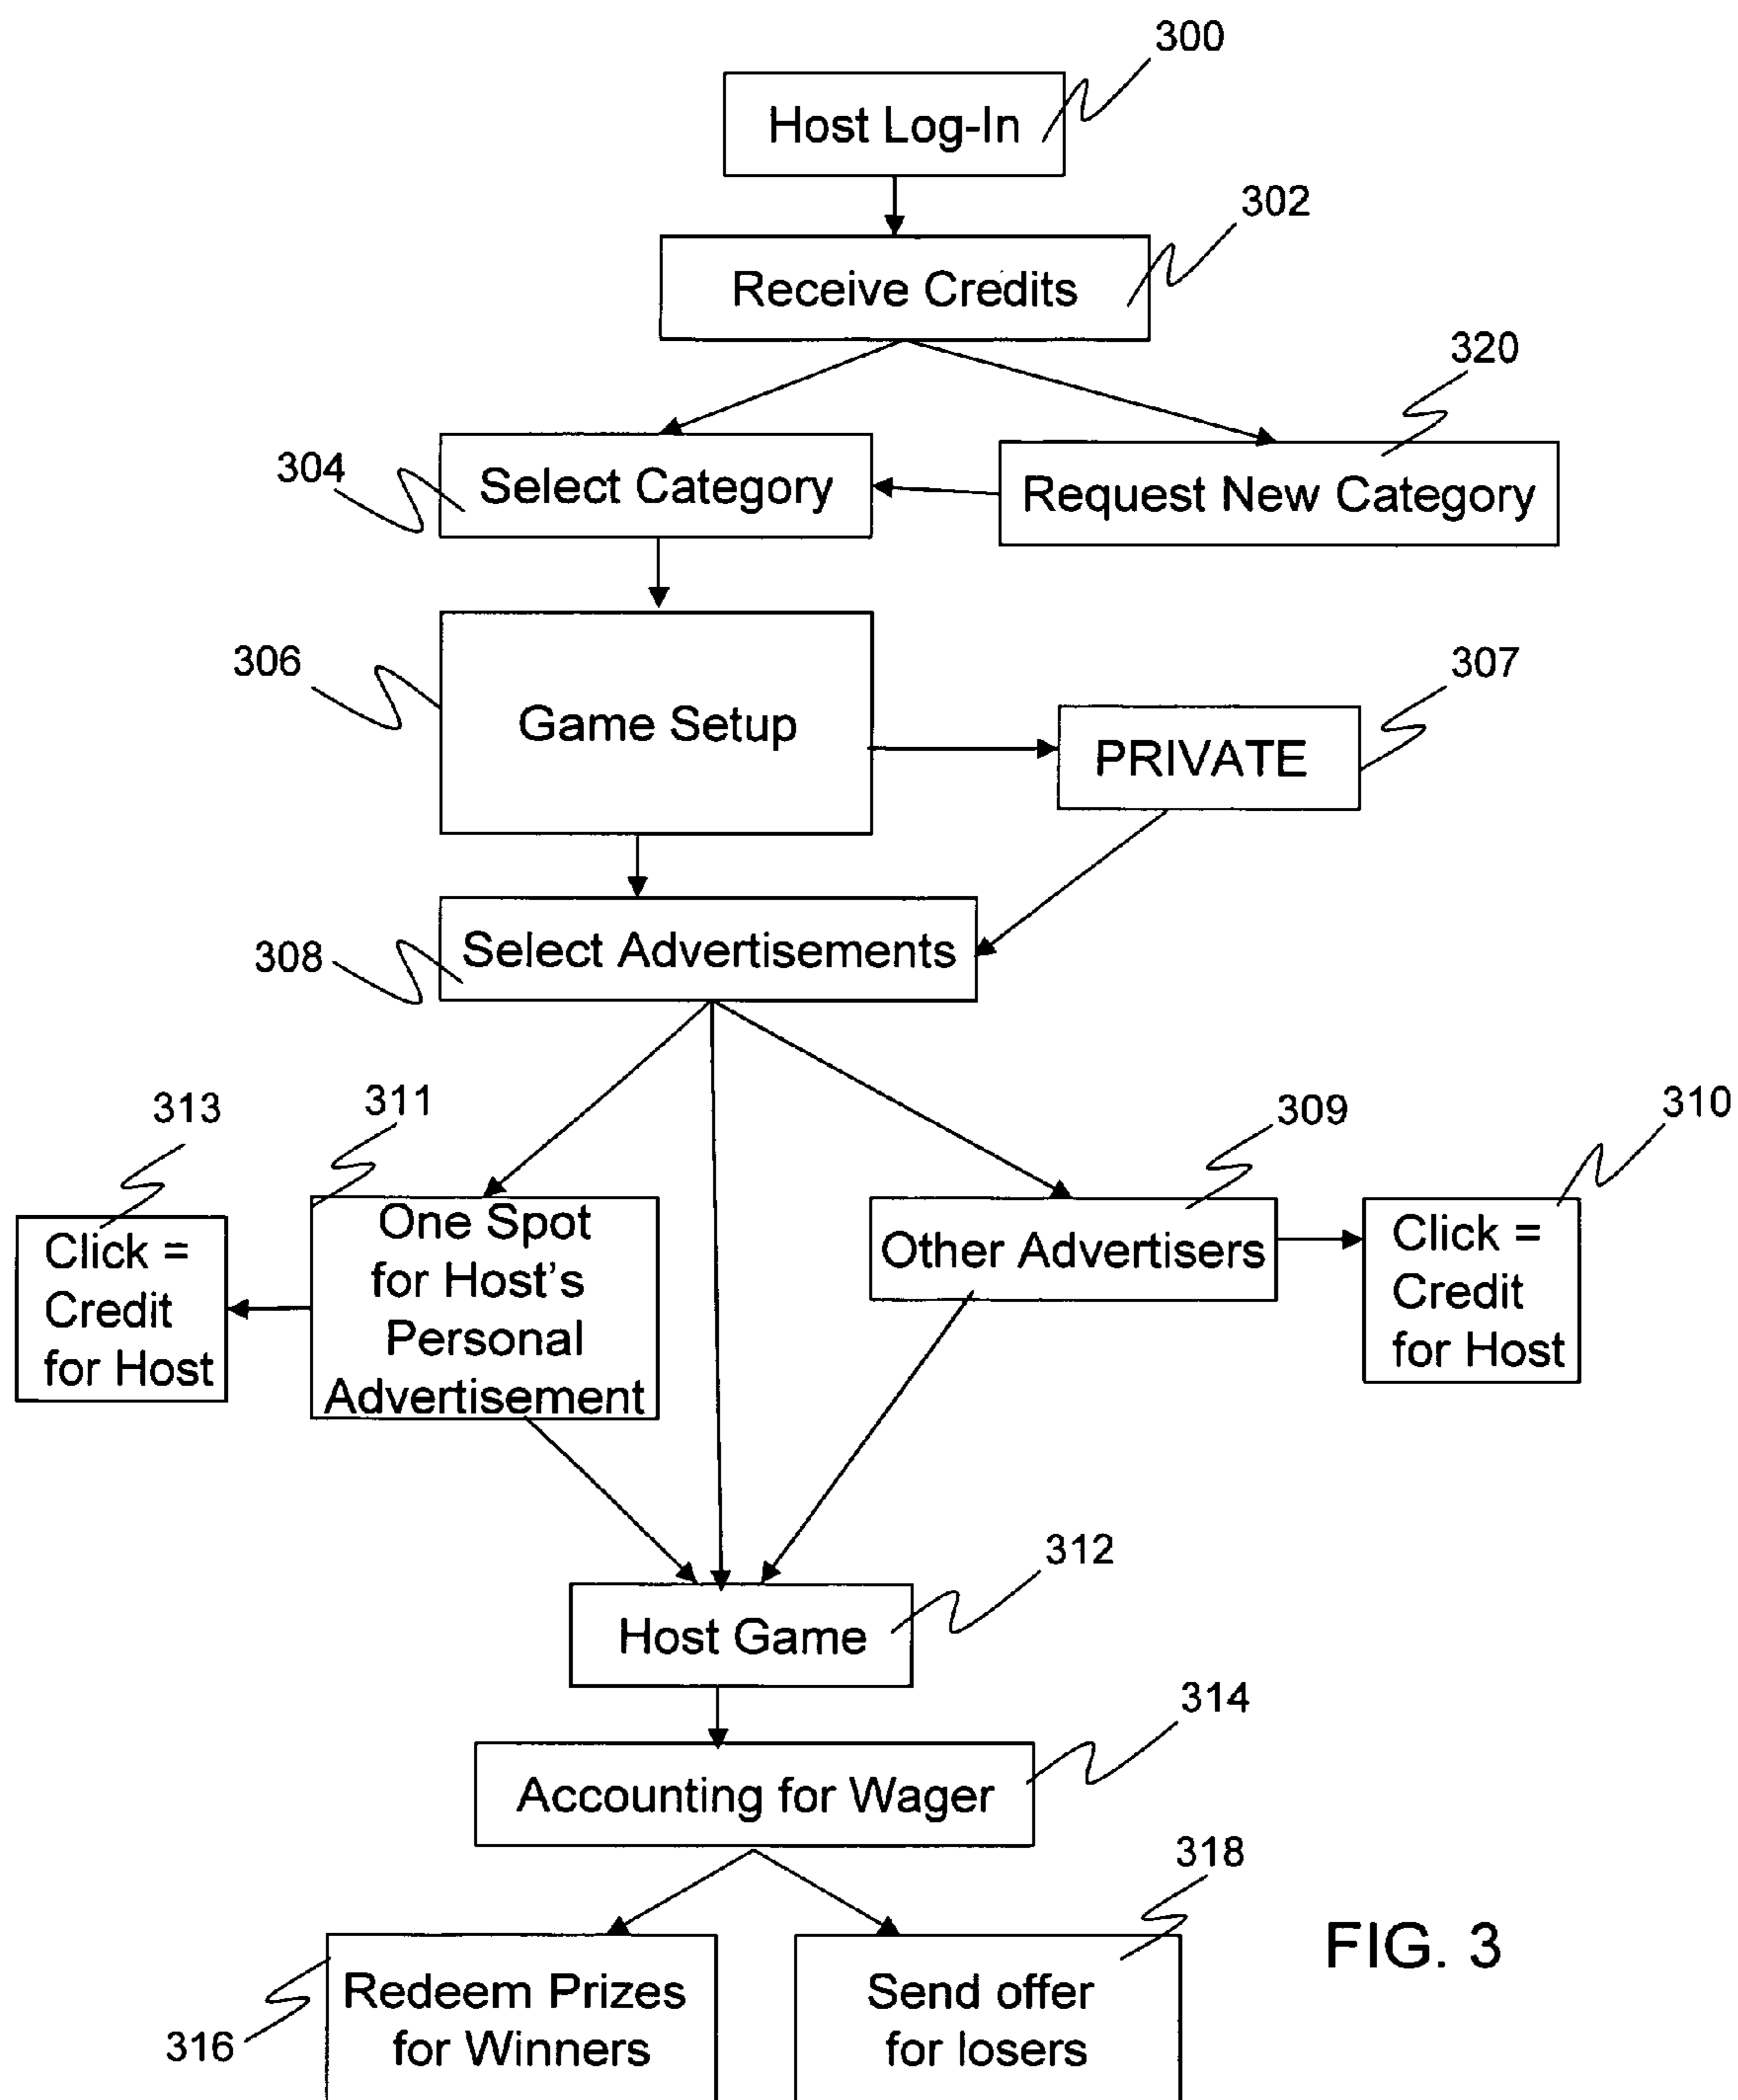 300
Host Log-In
302
Receive Credits
320
304
Select Category
Request New Category
306
307
Game Setup
PRIVATE
308
Select Advertisements
313
311
309
310
Click =
Credit
for Host
One Spot
for Host's
Personal
Advertisement
Other Advertisers
Click =
Credit
for Host
312
Host Game
314
Accounting for Wager
318
316
Redeem Prizes
for Winners
Send offer
for losers
FIG. 3